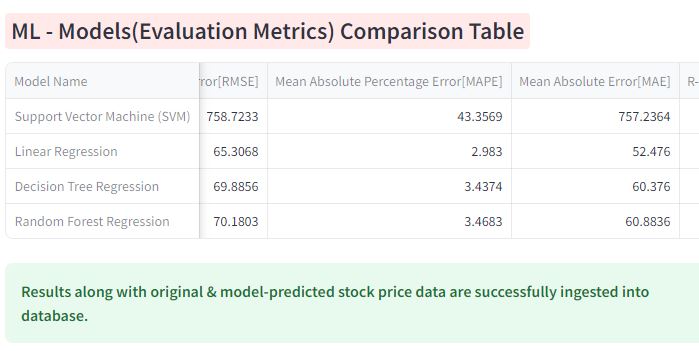 ML - Models(Evaluation Metrics) Comparison Table
Model Name ror[RMSE] Mean Absolute Percentage Error[MAPE] Mean Absolute Error[MAE] R-
Support Vector Machine (SVM) 758.7233 43.3569 757.2364
Linear Regression 65.3068 2.983 52.476
Decision Tree Regression 69.8856 3.4374 60.376
Random Forest Regression 70.1803 3.4683 60.8836
Results along with original & model-predicted stock price data are successfully ingested into
database.